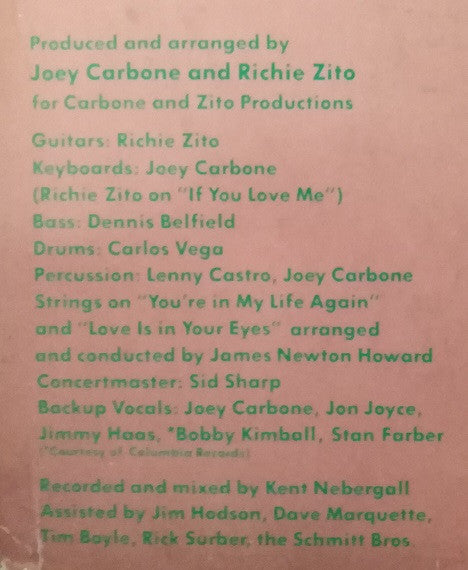 Produced and arranged by
Joey Carbone and Richie Zito
for Carbone and Zito Productions
Guitars: Richie Zito
Keyboards: Joey Carbone
(Richie Zito on "If You Love Me")
Bass: Dennis Belfield
Drums: Carlos Vega
Percussion: Lenny Castro, Joey Carbone
Strings on "You're in My Life Again"
and "Love Is in Your Eyes" arranged
and conducted by James Newton Howard
Concertmaster: Sid Sharp
Backup Vocals: Joey Carbone, Jon Joyce,
Jimmy Haas, *Bobby Kimball, Stan Farber
(*Courtesy of Columbia Records)
Recorded and mixed by Kent Nebergall
Assisted by Jim Hodson, Dave Marquette,
Tim Boyle, Rick Surber, the Schmitt Bros.